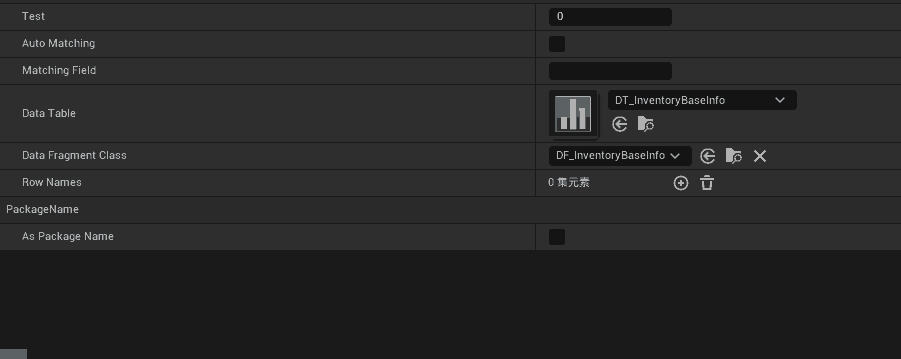 Test
0
Auto Matching
Matching Field
Data Table
DT_InventoryBaseInfo
Data Fragment Class
DF_InventoryBaseInfo
Row Names
0 集元素
PackageName
As Package Name